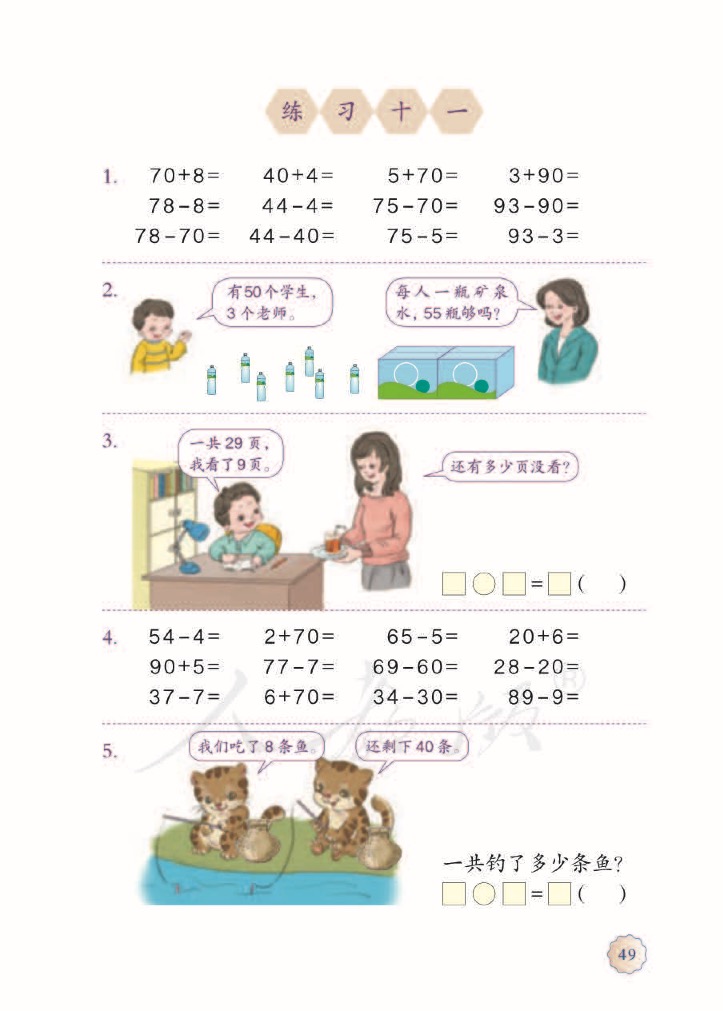 练习十一
1. 70+8= 40+4= 5+70= 3+90=
78-8= 44-4= 75-70= 93-90=
78-70= 44-40= 75-5= 93-3=
2.
有50个学生，
3个老师。
每人一瓶矿泉
水，55瓶够吗？
3.
一共29页，
我看了9页。
还有多少页没看？
□○□=□( )
4. 54-4= 2+70= 65-5= 20+6=
90+5= 77-7= 69-60= 28-20=
37-7= 6+70= 34-30= 89-9=
5.
我们吃了8条鱼。
还剩下40条。
一共钓了多少条鱼？
□○□=□( )
49